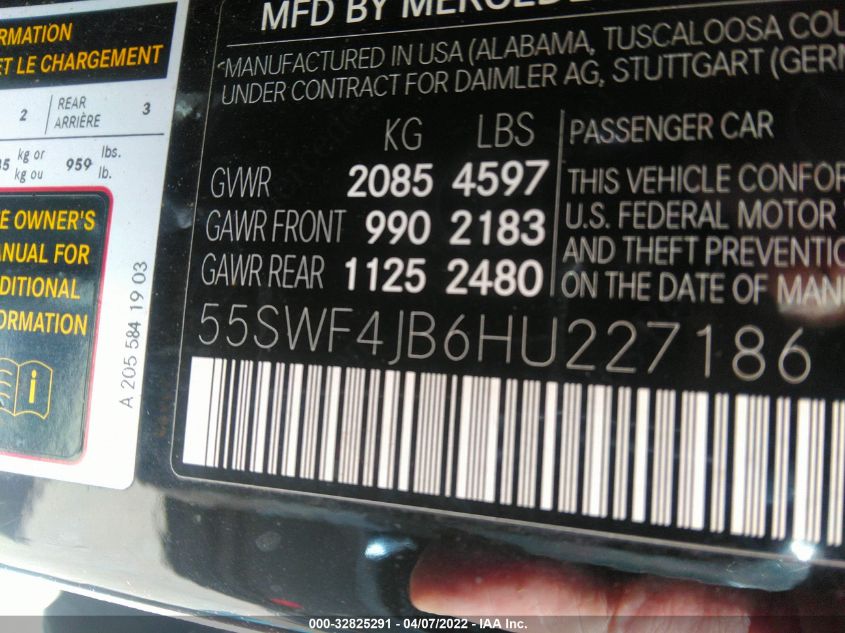 ORMATION
ET LE CHARGEMENT
2 REAR ARRIÈRE 3
kg or kg ou 959 lbs. lb.
E OWNER'S
ANUAL FOR
DITIONAL
ORMATION
i
A 205 584 19 03
MFD BY MERCEDE
MANUFACTURED IN USA (ALABAMA, TUSCALOOSA COU
UNDER CONTRACT FOR DAIMLER AG, STUTTGART (GERM
KG LBS
GVWR 2085 4597
GAWR FRONT 990 2183
GAWR REAR 1125 2480
PASSENGER CAR
THIS VEHICLE CONFOR
U.S. FEDERAL MOTOR
AND THEFT PREVENTIO
ON THE DATE OF MAN
55SWF4JB6HU227186
000-32825291 - 04/07/2022 - IAA Inc.